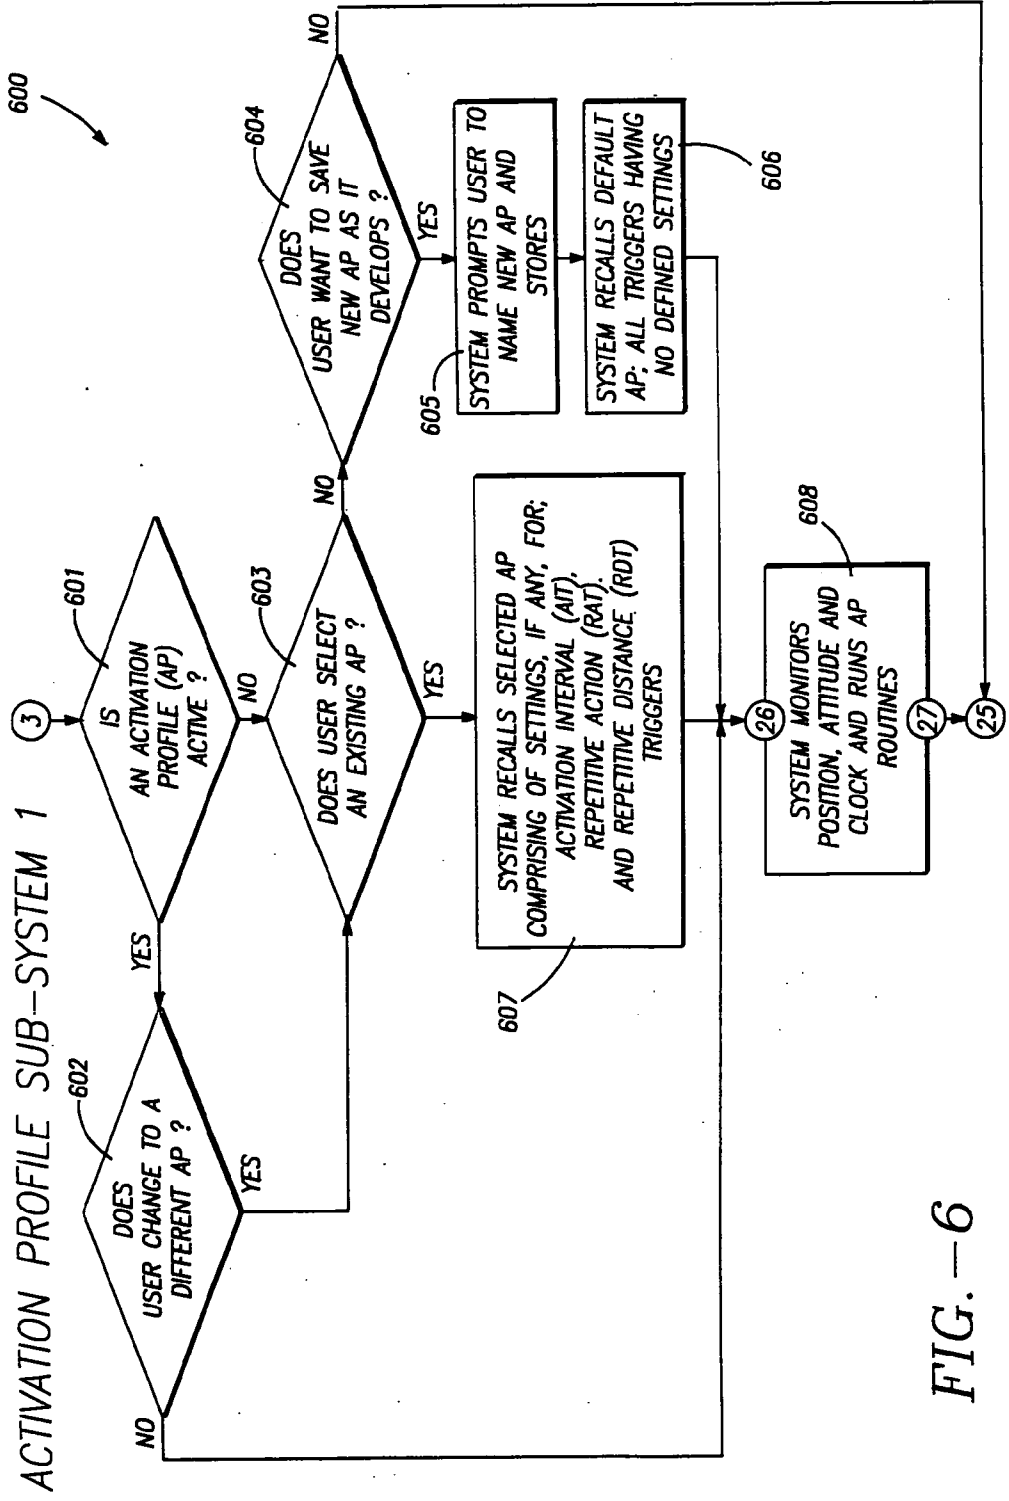 ACTIVATION PROFILE SUB-SYSTEM 1
600
3
601
IS
AN ACTIVATION
PROFILE (AP)
ACTIVE ?
YES
NO
602
DOES
USER CHANGE TO A
DIFFERENT AP ?
NO
YES
603
DOES USER SELECT
AN EXISTING AP ?
NO
YES
604
DOES
USER WANT TO SAVE
NEW AP AS IT
DEVELOPS ?
NO
YES
605
SYSTEM PROMPTS USER TO
NAME NEW AP AND
STORES
SYSTEM RECALLS DEFAULT
AP; ALL TRIGGERS HAVING
NO DEFINED SETTINGS
606
SYSTEM RECALLS SELECTED AP
COMPRISING OF SETTINGS, IF ANY, FOR;
ACTIVATION INTERVAL (AIT),
REPETITIVE ACTION (RAT).
AND REPETITIVE DISTANCE (RDT)
TRIGGERS
607
26
608
SYSTEM MONITORS
POSITION, ATTITUDE AND
CLOCK AND RUNS AP
ROUTINES
27
25
FIG.-6